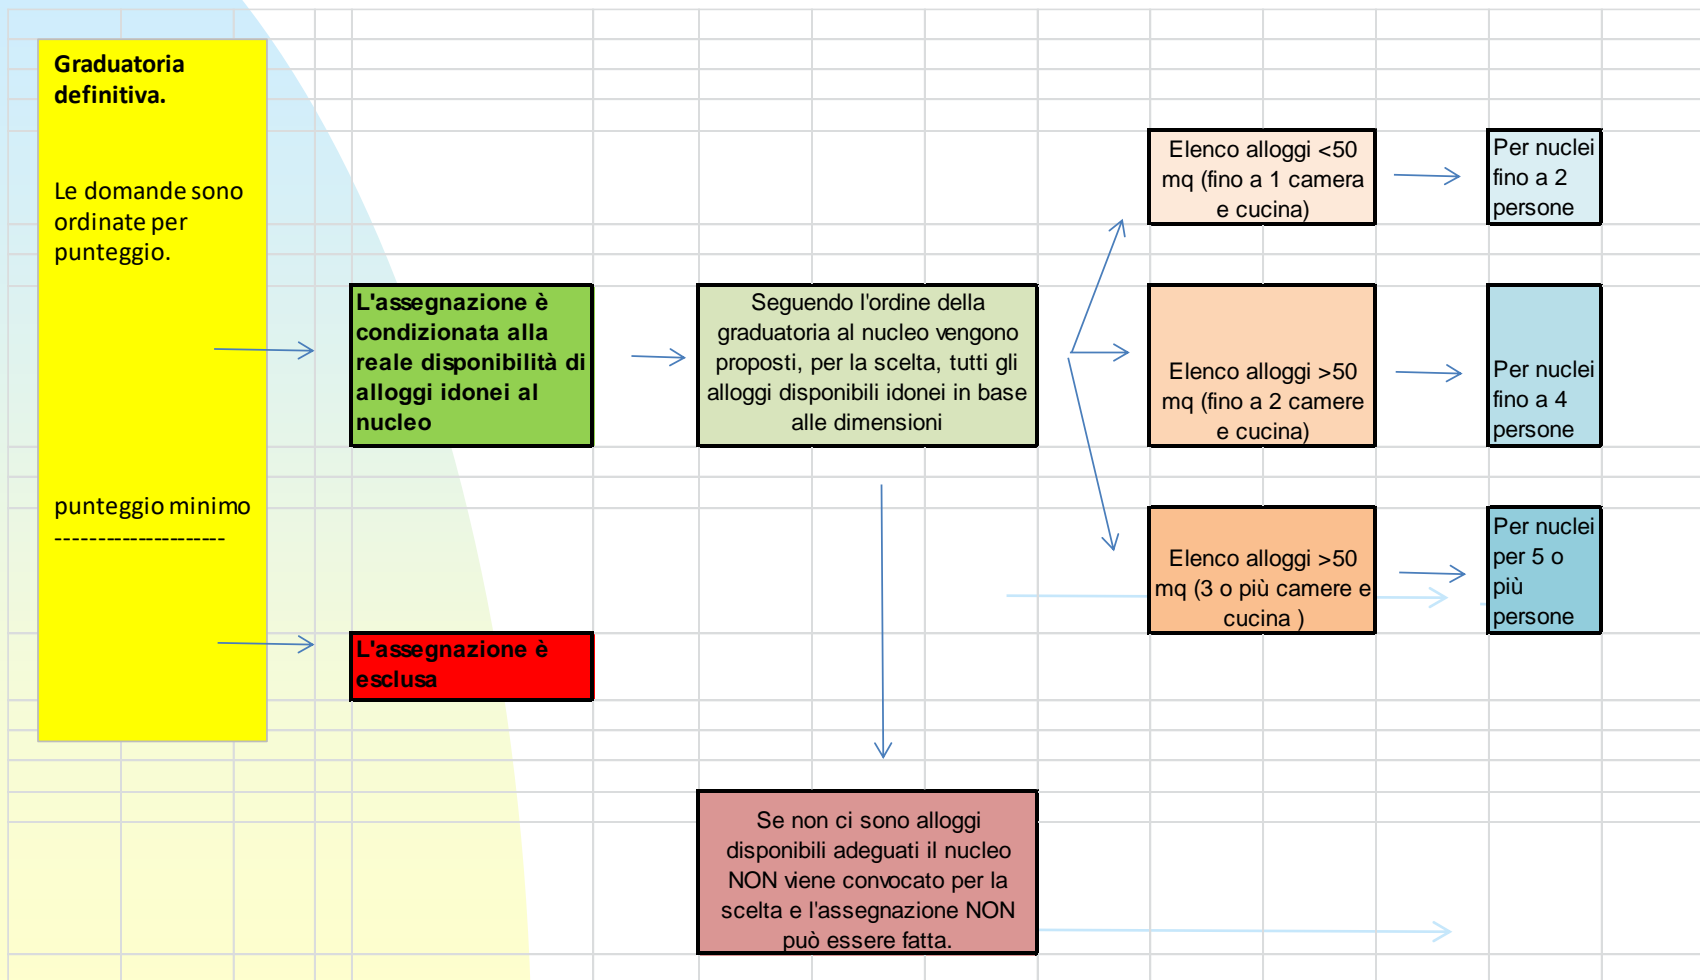 Graduatoria
definitiva.
Le domande sono
ordinate per
punteggio.
punteggio minimo
---------------------
L'assegnazione è
condizionata alla
reale disponibilità di
alloggi idonei al
nucleo
L'assegnazione è
esclusa
Seguendo l'ordine della
graduatoria al nucleo vengono
proposti, per la scelta, tutti gli
alloggi disponibili idonei in base
alle dimensioni
Se non ci sono alloggi
disponibili adeguati il nucleo
NON viene convocato per la
scelta e l'assegnazione NON
può essere fatta.
Elenco alloggi <50
mq (fino a 1 camera
e cucina)
Per nuclei
fino a 2
persone
Elenco alloggi >50
mq (fino a 2 camere
e cucina)
Per nuclei
fino a 4
persone
Elenco alloggi >50
mq (3 o più camere e
cucina )
Per nuclei
per 5 o
più
persone